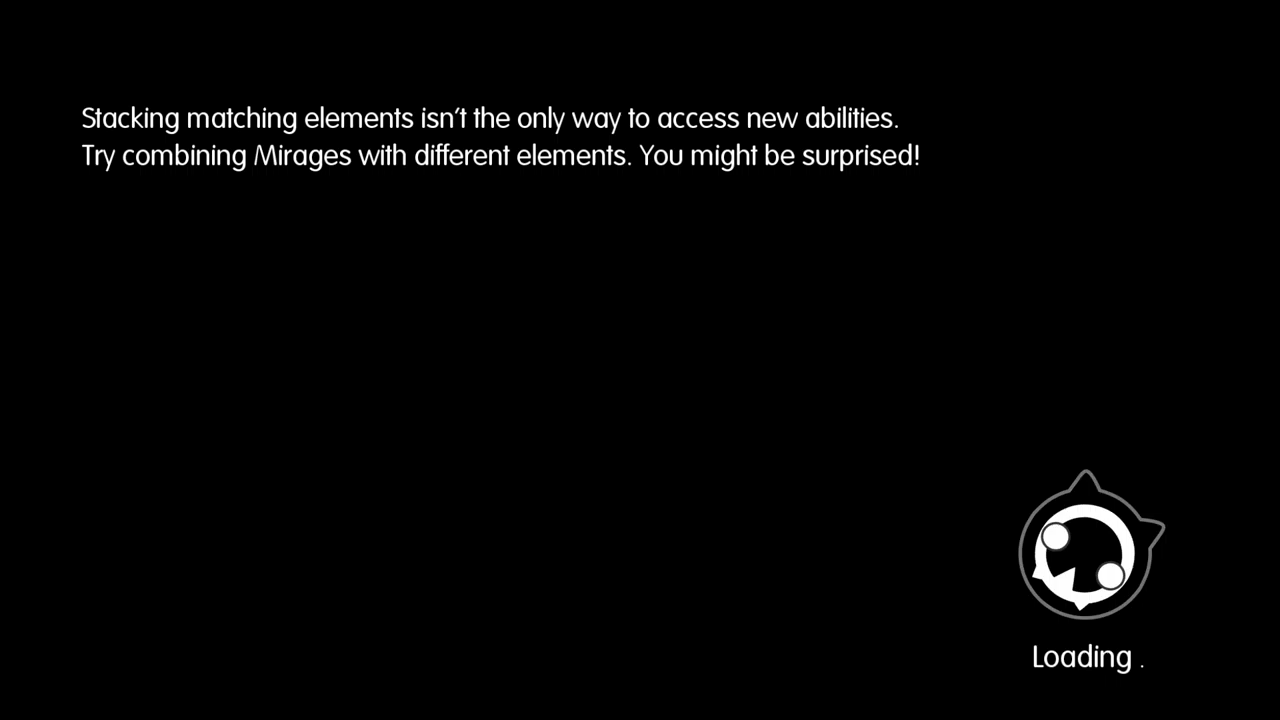 Stacking matching elements isn't the only way to access new abilities.
Try combining Mirages with different elements. You might be surprised!
Loading .